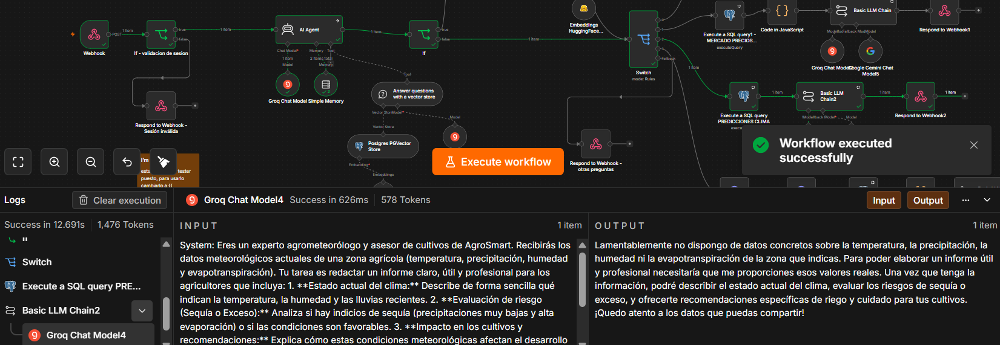 Embeddings
HuggingFace...
Execute a SQL query1 -
MERCADO PRECIOS...
executeQuery
Code in JavaScript
Basic LLM Chain
Respond to Webhook1
Model
Fallback
Model
Groq Chat Model5
Google Gemini Chat
Model5
POST
1 item
Webhook
true
false
If - validacion de sesion
1 item
AI Agent
Chat Model*
Memory
Tool
1 item
2 items total
Model
Memory
Groq Chat Model
Simple Memory
2
1 item
true
false
If
1 item
0
1
2
3
Fallback
Switch
mode: Rules
1 item
Tool
Answer questions
with a vector store
Model*
Vector Store
Model
Postgres PGVector
Store
Embedding*
Embeddings
Respond to Webhook -
Sesión inválida
Respond to Webhook -
otras preguntas
Execute a SQL query
PREDICCIONES CLIMA
1 item
Basic LLM
Chain2
Model
1 item
Respond to Webhook2
1 item
I'm
tester
puesto, para usarlo
cambiarlo a {{
Execute workflow
Workflow executed
successfully
Logs
Clear execution
Groq Chat Model4 Success in 626ms 578 Tokens
Input
Output
Success in 12.691s 1,476 Tokens
Switch
Execute a SQL query PRE...
Basic LLM Chain2
Groq Chat Model4
INPUT
1 item
System: Eres un experto agrometeorólogo y asesor de cultivos de AgroSmart. Recibirás los
datos meteorológicos actuales de una zona agrícola (temperatura, precipitación, humedad
y evapotranspiración). Tu tarea es redactar un informe claro, útil y profesional para los
agricultores que incluya: 1. **Estado actual del clima:** Describe de forma sencilla qué
indican la temperatura, la humedad y las lluvias recientes. 2. **Evaluación de riesgo
(Sequía o Exceso):** Analiza si hay indicios de sequía (precipitaciones muy bajas y alta
evaporación) o si las condiciones son favorables. 3. **Impacto en los cultivos y
recomendaciones:** Explica cómo estas condiciones meteorológicas afectan el desarrollo
OUTPUT
1 item
Lamentablemente no dispongo de datos concretos sobre la temperatura, la precipitación, la
humedad ni la evapotranspiración de la zona que indicas. Para poder elaborar un informe útil
y profesional necesitaría que me proporciones esos valores reales. Una vez que tenga la
información, podré describir el estado actual del clima, evaluar los riesgos de sequía o
exceso, y ofrecerte recomendaciones específicas de riego y cuidado para tus cultivos.
¡Quedo atento a los datos que puedas compartir!